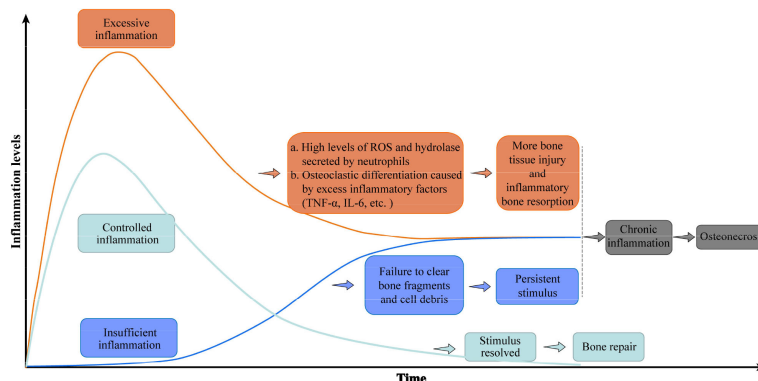 Excessive
inflammation
Inflammation levels
a. High levels of ROS and hydrolase
secreted by neutrophils
b. Osteoclastic differentiation caused
by excess inflammatory factors
(TNF-α, IL-6, etc. )
More bone
tissue injury
and
inflammatory
bone resorption
Controlled
inflammation
Chronic
inflammation
Osteonecros
Failure to clear
bone fragments
and cell debris
Persistent
stimulus
Insufficient
inflammation
Stimulus
resolved
Bone repair
Time